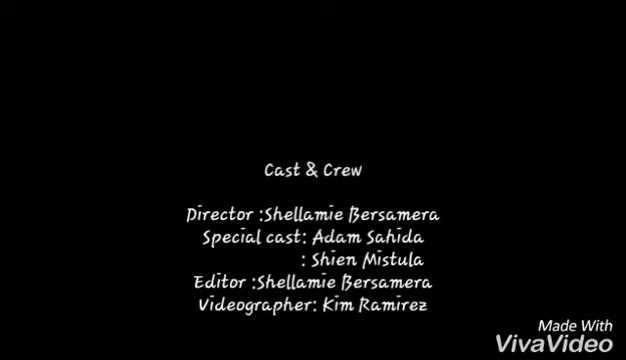 Cast & Crew
Director :Shellamie Bersamera
Special cast: Adam Sahida
: Shien Mistula
Editor :Shellamie Bersamera
Videographer: Kim Ramirez
Made With
VivaVideo